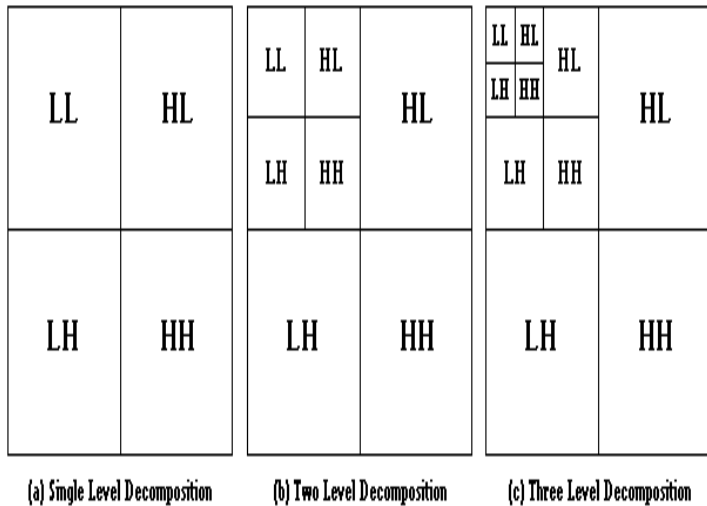 LL HL
LH HH
(a) Single Level Decomposition
LL HL
LH HH
HL
LH HH
(b) Two Level Decomposition
LL HL
LH HH
HL
LH HH
HL
LH HH
(c) Three Level Decomposition